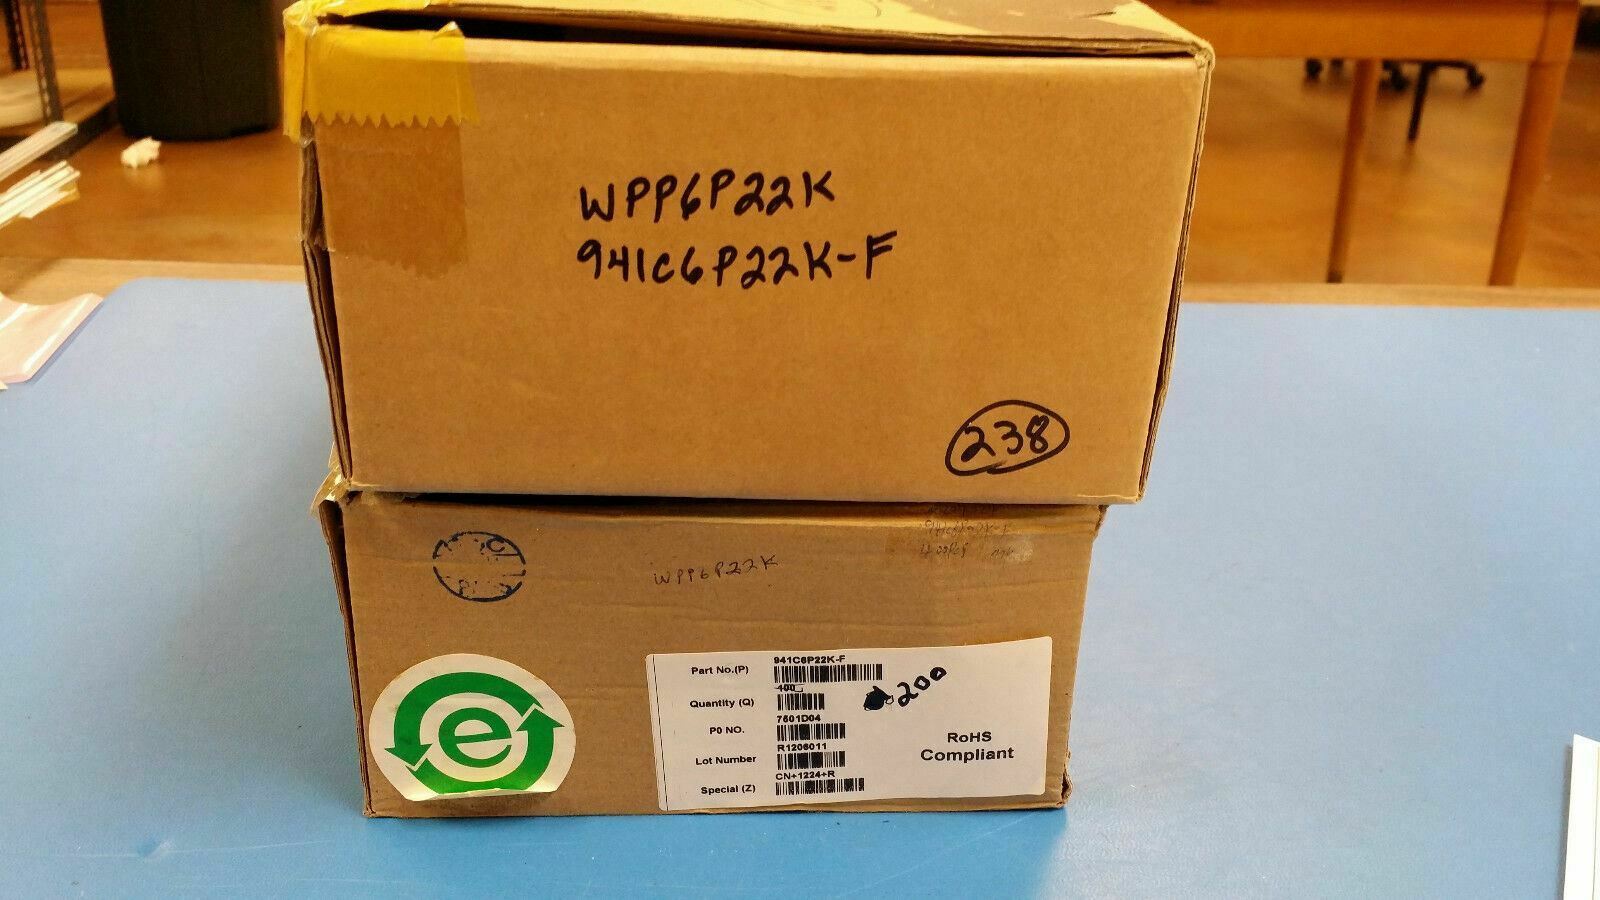 WPP6P22K
941C6P22K-F
238
WPP6P22K
e
Part No.(P) 941C6P22K-F
Quantity (Q) 400 200
P0 NO. 7601D04
Lot Number R1206011
Special (Z) CN+1224+R
RoHS
Compliant